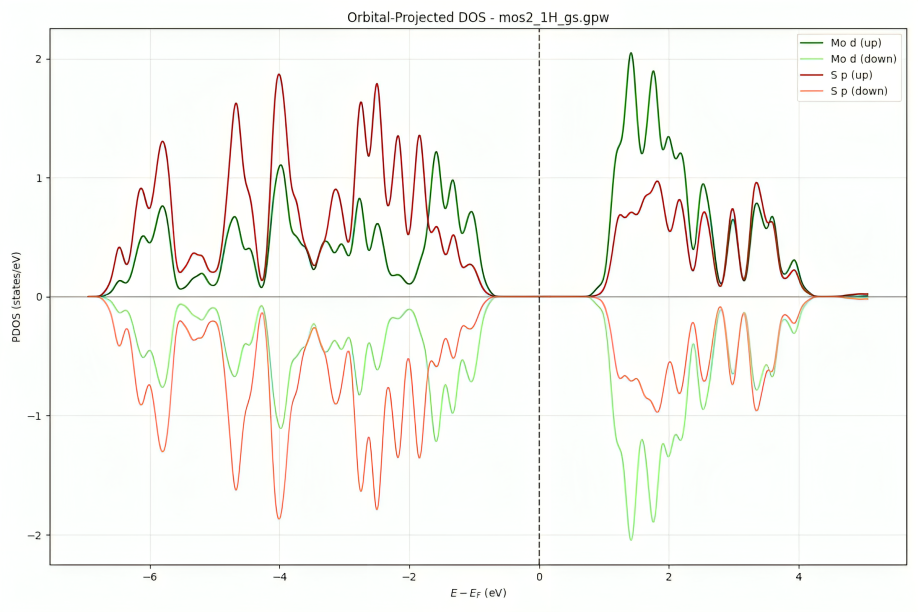 Orbital-Projected DOS - mos2_1H_gs.gpw
Mo d (up)
Mo d (down)
S p (up)
S p (down)
PDOS (states/eV)
2
1
0
−1
−2
−6
−4
−2
0
2
4
E − E_F (eV)